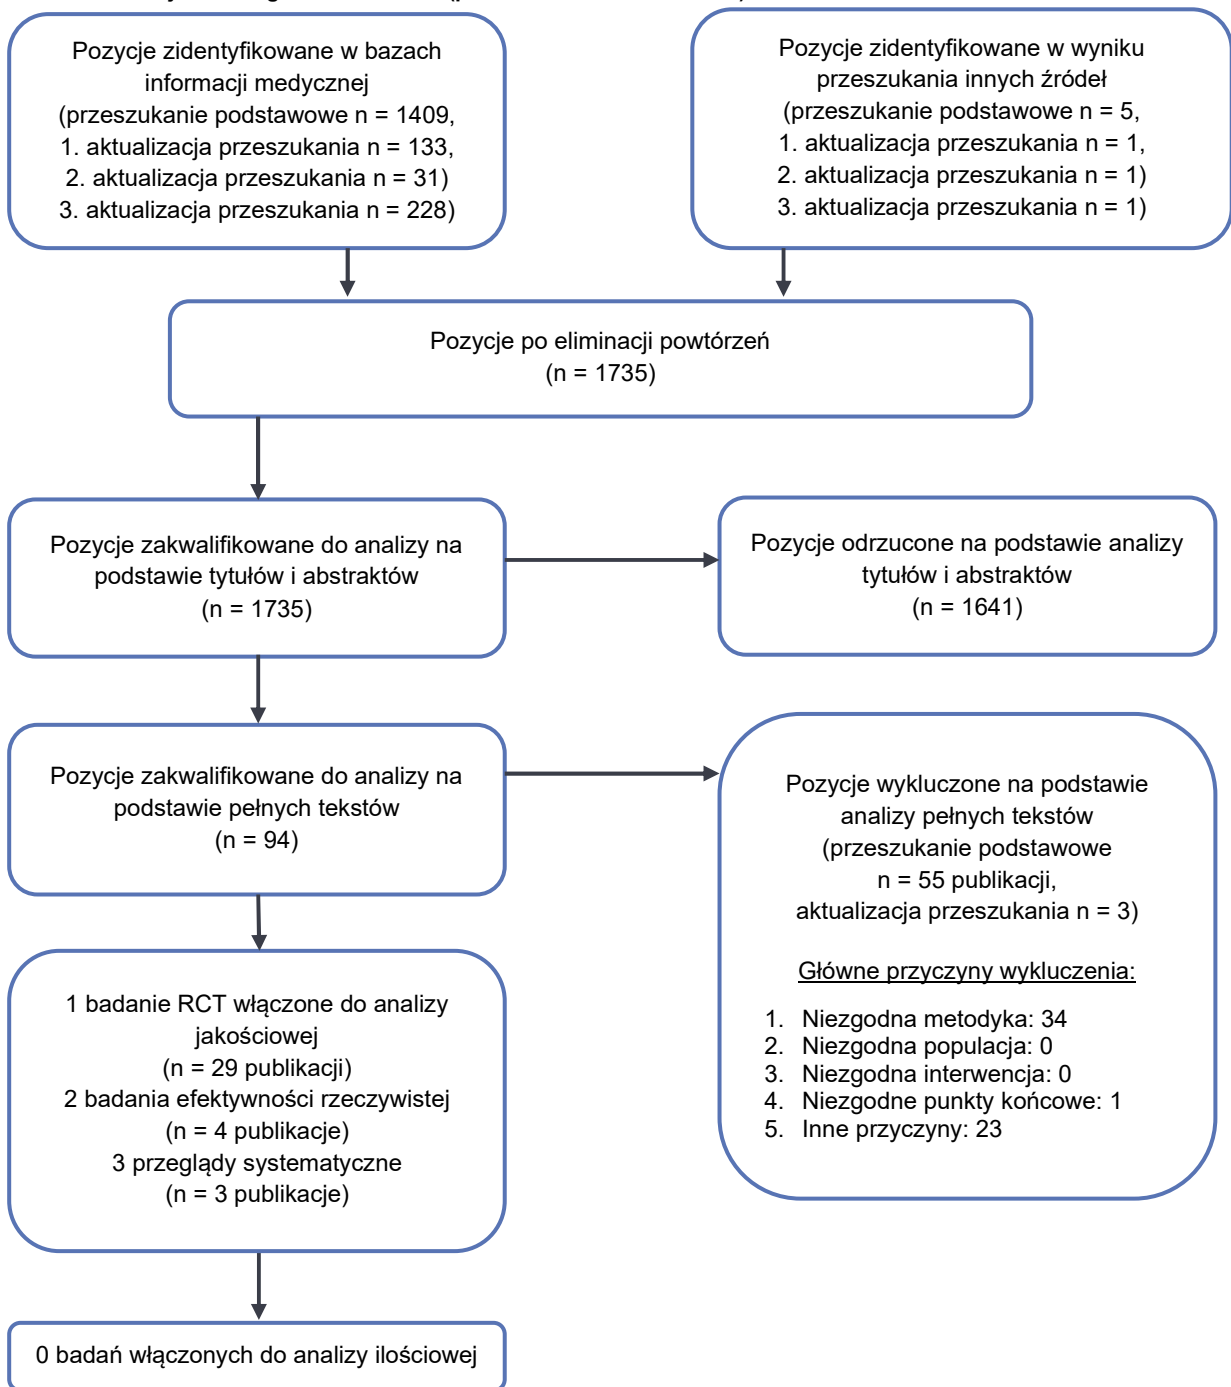 Pozycje zidentyfikowane w bazach
informacji medycznej
(przeszukanie podstawowe n = 1409,
1. aktualizacja przeszukania n = 133,
2. aktualizacja przeszukania n = 31)
3. aktualizacja przeszukania n = 228)
Pozycje zidentyfikowane w wyniku
przeszukania innych źródeł
(przeszukanie podstawowe n = 5,
1. aktualizacja przeszukania n = 1,
2. aktualizacja przeszukania n = 1)
3. aktualizacja przeszukania n = 1)
Pozycje po eliminacji powtórzeń
(n = 1735)
Pozycje zakwalifikowane do analizy na
podstawie tytułów i abstraktów
(n = 1735)
Pozycje odrzucone na podstawie analizy
tytułów i abstraktów
(n = 1641)
Pozycje zakwalifikowane do analizy na
podstawie pełnych tekstów
(n = 94)
Pozycje wykluczone na podstawie
analizy pełnych tekstów
(przeszukanie podstawowe
n = 55 publikacji,
aktualizacja przeszukania n = 3)
Główne przyczyny wykluczenia:
1. Niezgodna metodyka: 34
2. Niezgodna populacja: 0
3. Niezgodna interwencja: 0
4. Niezgodne punkty końcowe: 1
5. Inne przyczyny: 23
1 badanie RCT włączone do analizy
jakościowej
(n = 29 publikacji)
2 badania efektywności rzeczywistej
(n = 4 publikacje)
3 przeglądy systematyczne
(n = 3 publikacje)
0 badań włączonych do analizy ilościowej